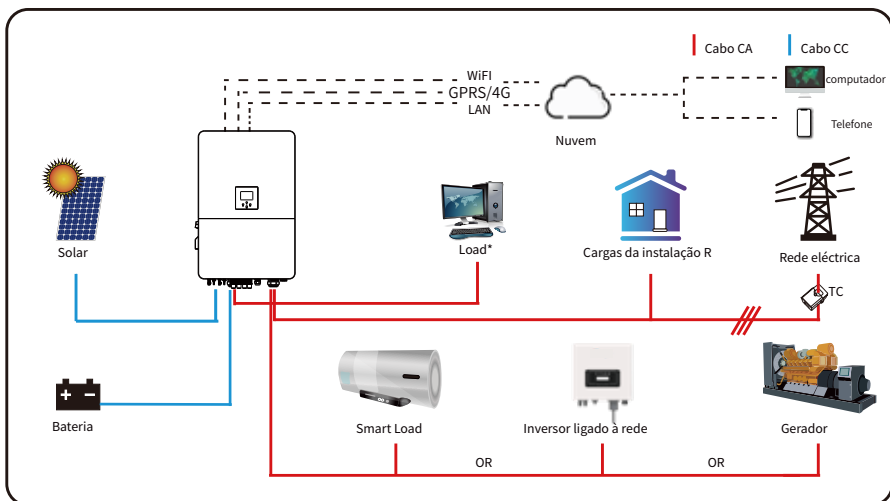 Cabo CA
Cabo CC
WiFI
GPRS/4G
LAN
Nuvem
computador
Telefone
Solar
Load*
Cargas da instalação R
Rede eléctrica
TC
Bateria
Smart Load
Inversor ligado à rede
Gerador
OR
OR